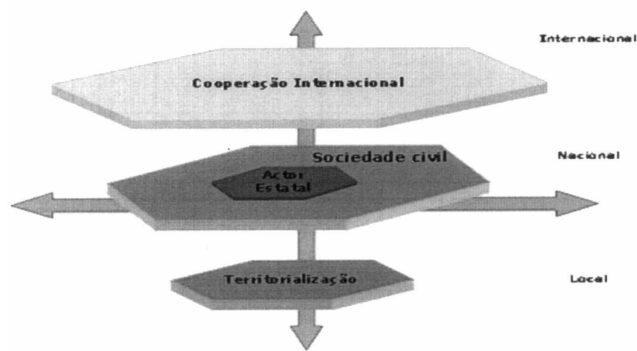 Internacional
Cooperação Internacional
Sociedade civil
Nacional
Actor
Estatal
Territorialização
Local